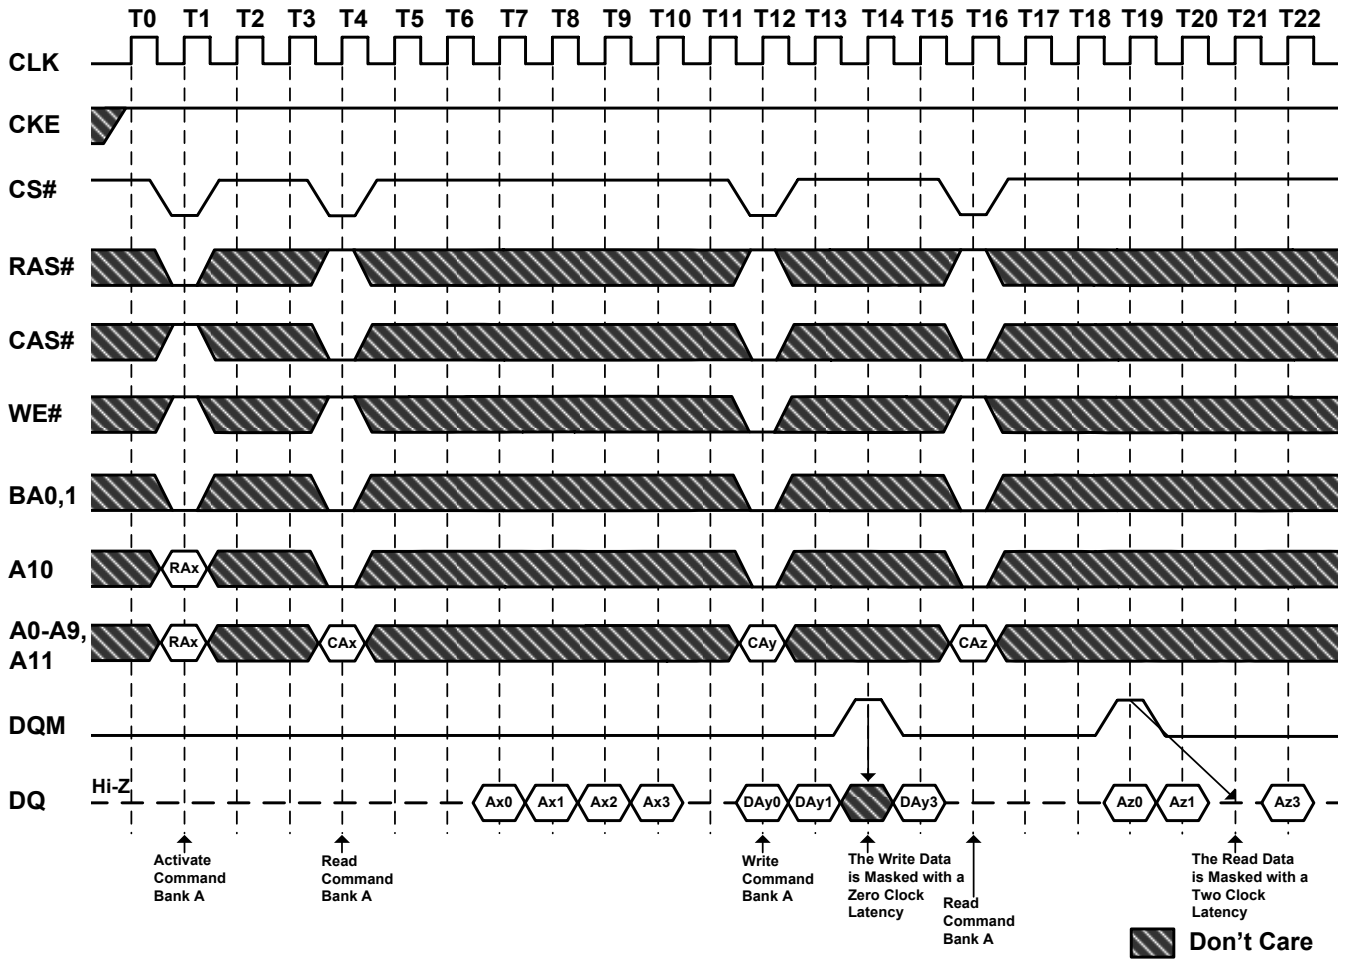 T0 T1 T2 T3 T4 T5 T6 T7 T8 T9 T10 T11 T12 T13 T14 T15 T16 T17 T18 T19 T20 T21 T22
CLK
CKE
CS#
RAS#
CAS#
WE#
BA0,1
A10 RAx
A0-A9,
A11
RAx CAx CAy CAz
DQM
DQ
Hi-Z
Ax0 Ax1 Ax2 Ax3 DAy0 DAy1 DAy3 Az0 Az1 Az3
Activate
Command
Bank A
Read
Command
Bank A
Write
Command
Bank A
The Write Data
is Masked with a
Zero Clock
Latency
Read
Command
Bank A
The Read Data
is Masked with a
Two Clock
Latency
Don't Care